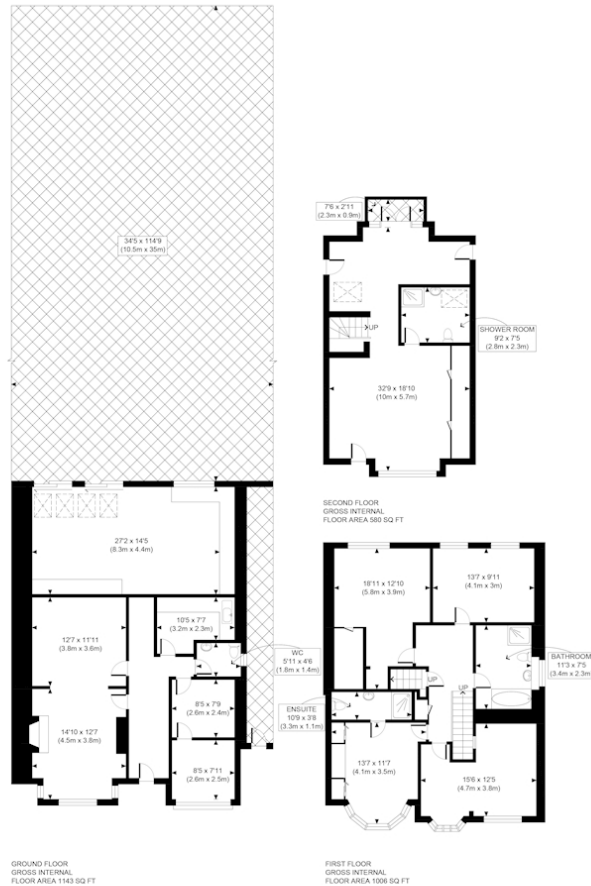 34'5 x 114'9
(10.5m x 35m)
7'6 x 2'11
(2.3m x 0.9m)
UP
SHOWER ROOM
9'2 x 7'5
(2.8m x 2.3m)
32'9 x 18'10
(10m x 5.7m)
SECOND FLOOR
GROSS INTERNAL
FLOOR AREA 580 SQ FT
27'2 x 14'5
(8.3m x 4.4m)
10'5 x 7'7
(3.2m x 2.3m)
12'7 x 11'11
(3.8m x 3.6m)
WC
5'11 x 4'6
(1.8m x 1.4m)
8'5 x 7'9
(2.6m x 2.4m)
14'10 x 12'7
(4.5m x 3.8m)
8'5 x 7'11
(2.6m x 2.5m)
18'11 x 12'10
(5.8m x 3.9m)
13'7 x 9'11
(4.1m x 3m)
BATHROOM
11'3 x 7'5
(3.4m x 2.3m)
UP
UP
ENSUITE
10'9 x 3'8
(3.3m x 1.1m)
13'7 x 11'7
(4.1m x 3.5m)
15'6 x 12'5
(4.7m x 3.8m)
GROUND FLOOR
GROSS INTERNAL
FLOOR AREA 1143 SQ FT
FIRST FLOOR
GROSS INTERNAL
FLOOR AREA 1006 SQ FT